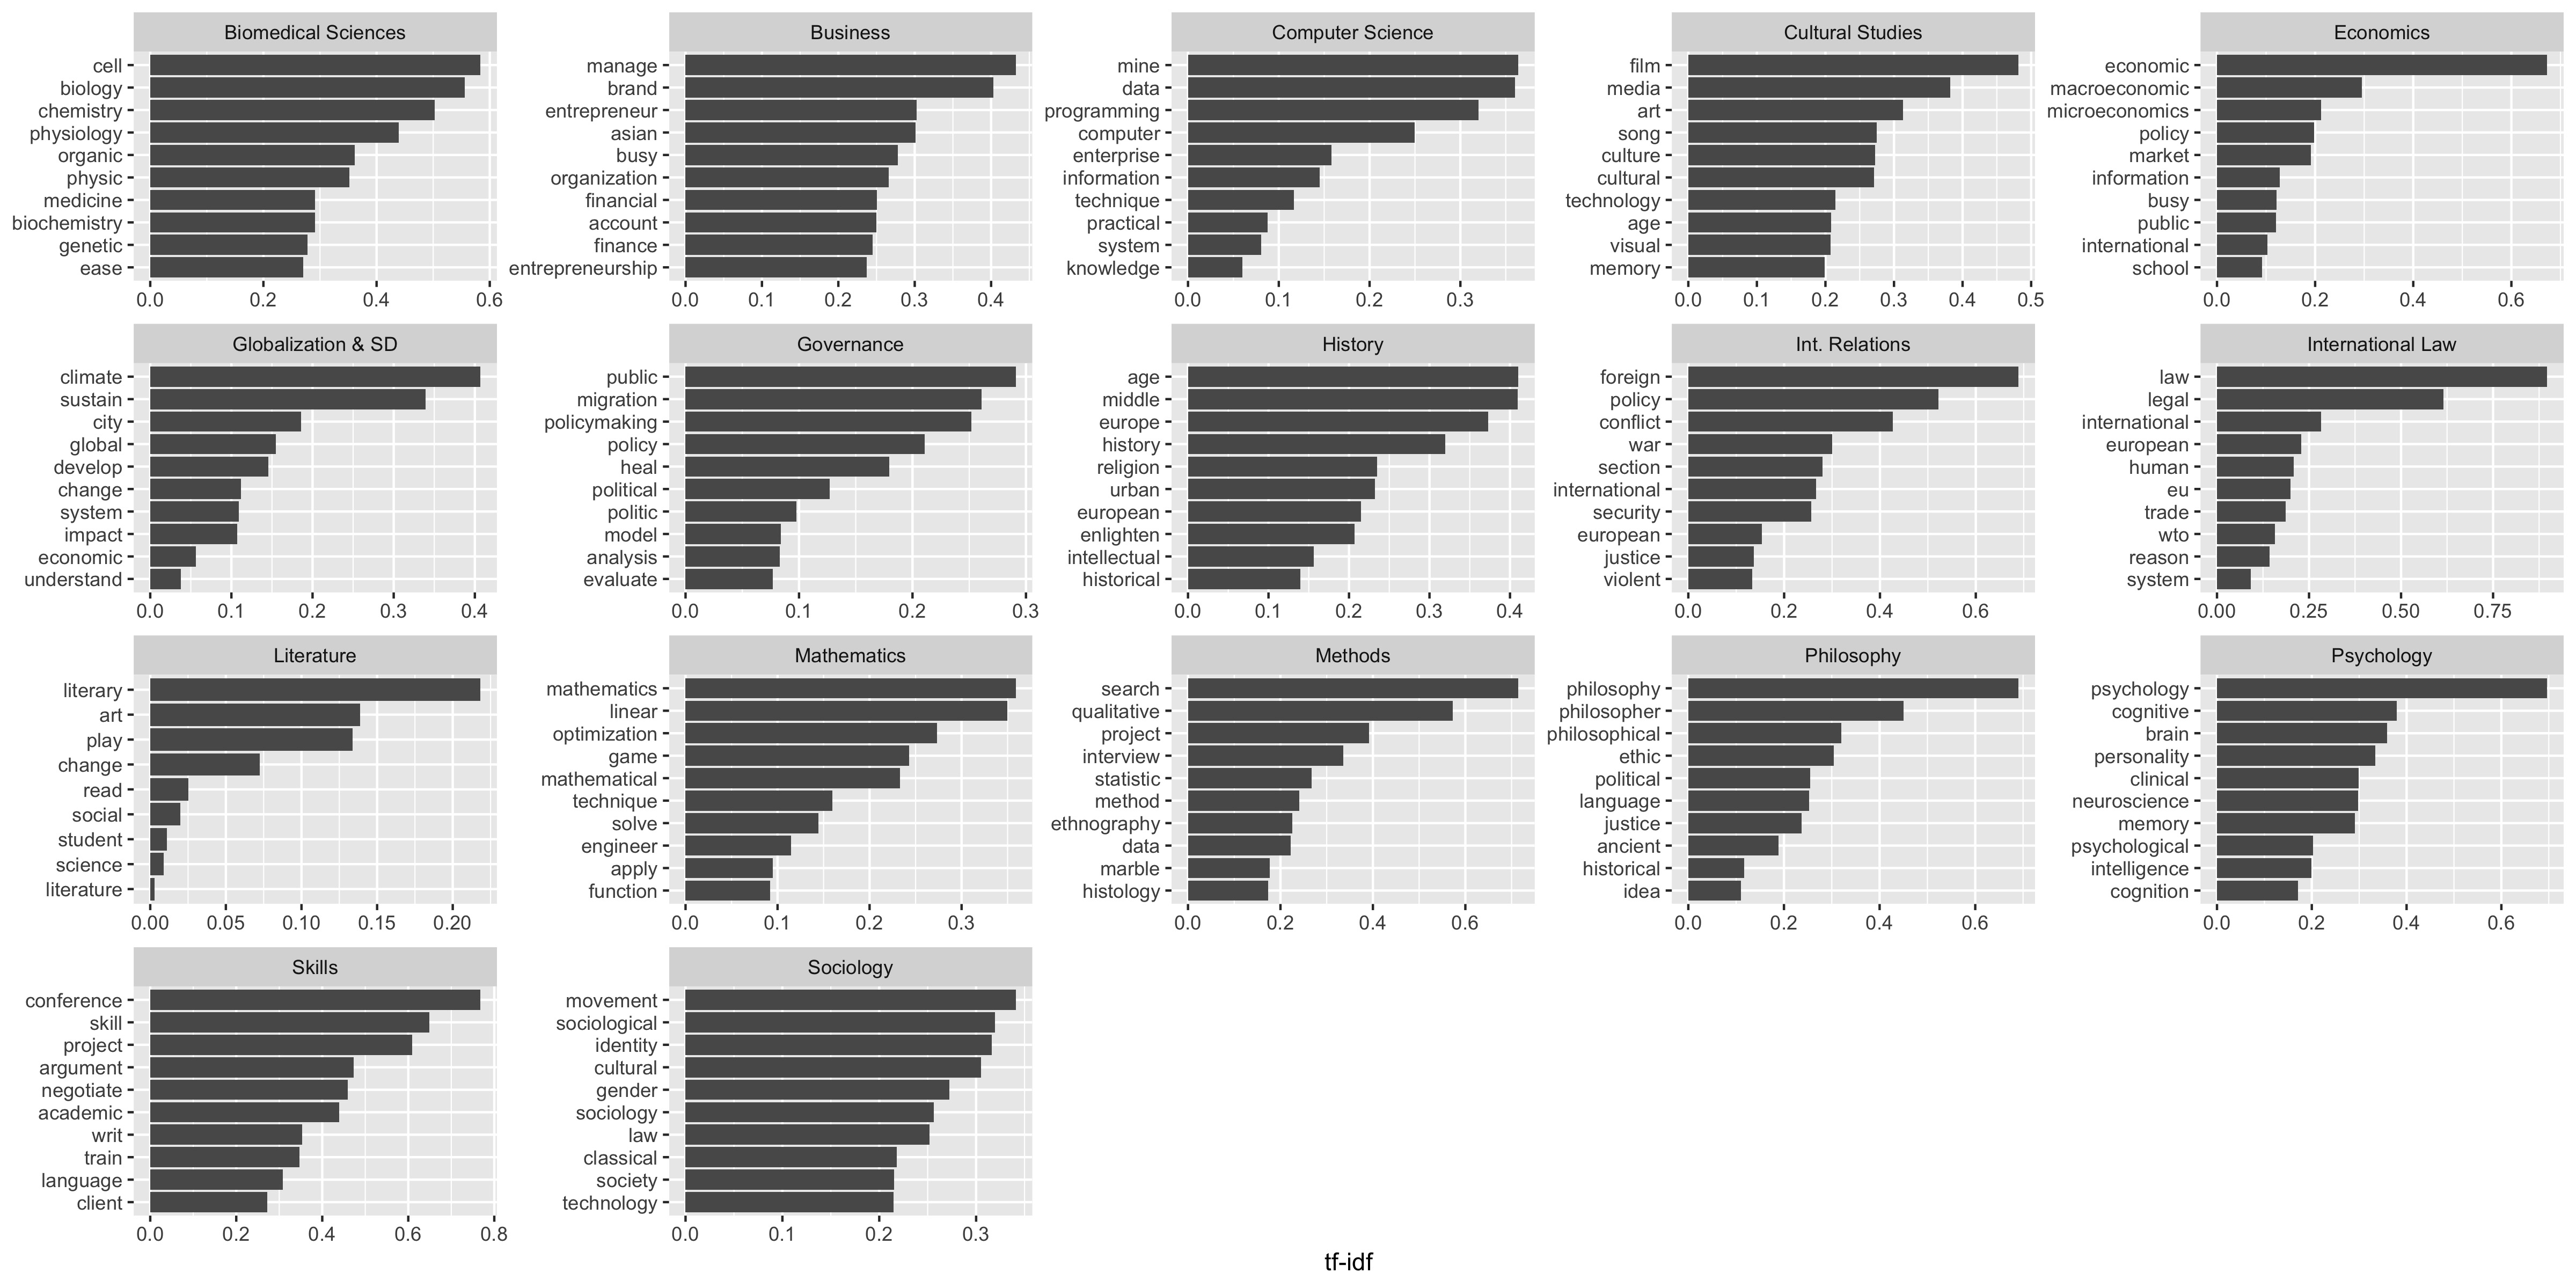 Biomedical Sciences
cell
biology
chemistry
physiology
organic
physic
medicine
biochemistry
genetic
ease
0.0 0.2 0.4 0.6
Business
manage
brand
entrepreneur
asian
busy
organization
financial
account
finance
entrepreneurship
0.0 0.1 0.2 0.3 0.4
Computer Science
mine
data
programming
computer
enterprise
information
technique
practical
system
knowledge
0.0 0.1 0.2 0.3
Cultural Studies
film
media
art
song
culture
cultural
technology
age
visual
memory
0.0 0.1 0.2 0.3 0.4 0.5
Economics
economic
macroeconomic
microeconomics
policy
market
information
busy
public
international
school
0.0 0.2 0.4 0.6
Globalization & SD
climate
sustain
city
global
develop
change
system
impact
economic
understand
0.0 0.1 0.2 0.3 0.4
Governance
public
migration
policymaking
policy
heal
political
politic
model
analysis
evaluate
0.0 0.1 0.2 0.3
History
age
middle
europe
history
religion
urban
european
enlighten
intellectual
historical
0.0 0.1 0.2 0.3 0.4
Int. Relations
foreign
policy
conflict
war
section
international
security
european
justice
violent
0.0 0.2 0.4 0.6
International Law
law
legal
international
european
human
eu
trade
wto
reason
system
0.00 0.25 0.50 0.75
Literature
literary
art
play
change
read
social
student
science
literature
0.00 0.05 0.10 0.15 0.20
Mathematics
mathematics
linear
optimization
game
mathematical
technique
solve
engineer
apply
function
0.0 0.1 0.2 0.3
Methods
search
qualitative
project
interview
statistic
method
ethnography
data
marble
histology
0.0 0.2 0.4 0.6
Philosophy
philosophy
philosopher
philosophical
ethic
political
language
justice
ancient
historical
idea
0.0 0.2 0.4 0.6
Psychology
psychology
cognitive
brain
personality
clinical
neuroscience
memory
psychological
intelligence
cognition
0.0 0.2 0.4 0.6
Skills
conference
skill
project
argument
negotiate
academic
writ
train
language
client
0.0 0.2 0.4 0.6 0.8
Sociology
movement
sociological
identity
cultural
gender
sociology
law
classical
society
technology
0.0 0.1 0.2 0.3
tf-idf